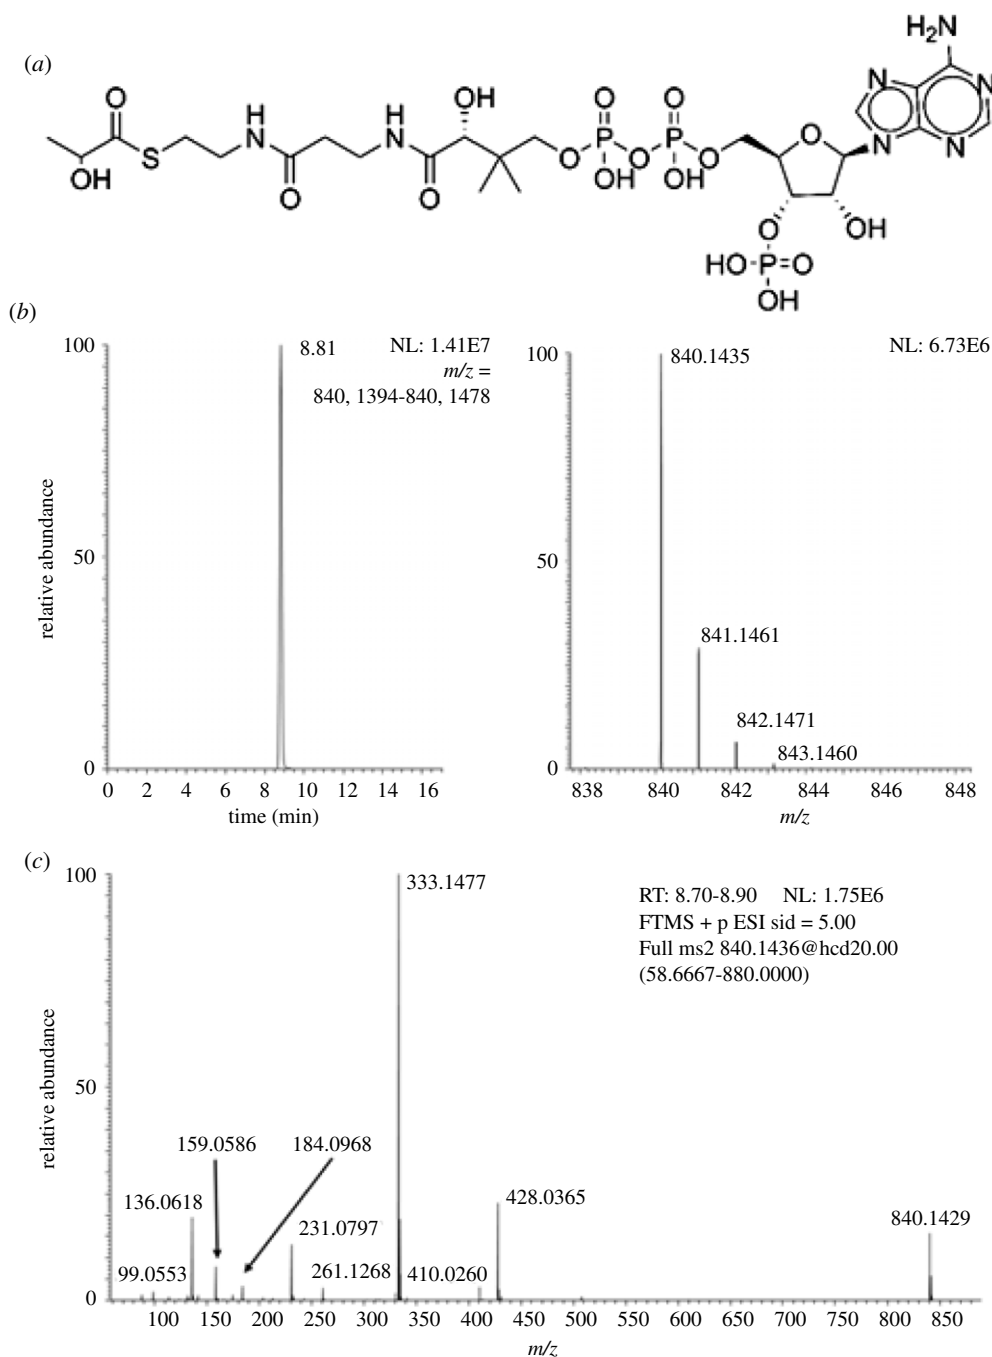 (a)
H₂N
O
OH
O
O
N
N
H
N
H
N
O
N
N
S
O
P
O
P
O
OH
O
O
OH
OH
O
OH
HO-P=O
OH
(b)
100
8.81
NL: 1.41E7
m/z =
840, 1394-840, 1478
50
0
0 2 4 6 8 10 12 14 16
time (min)
relative abundance
100
840.1435
NL: 6.73E6
50
841.1461
842.1471
843.1460
0
838 840 842 844 846 848
m/z
(c)
100
333.1477
RT: 8.70-8.90 NL: 1.75E6
FTMS + p ESI sid = 5.00
Full ms2 840.1436@hcd20.00
(58.6667-880.0000)
relative abundance
50
159.0586
184.0968
136.0618
231.0797
428.0365
840.1429
99.0553
261.1268
410.0260
0
100 150 200 250 300 350 400 450 500 550 600 650 700 750 800 850
m/z